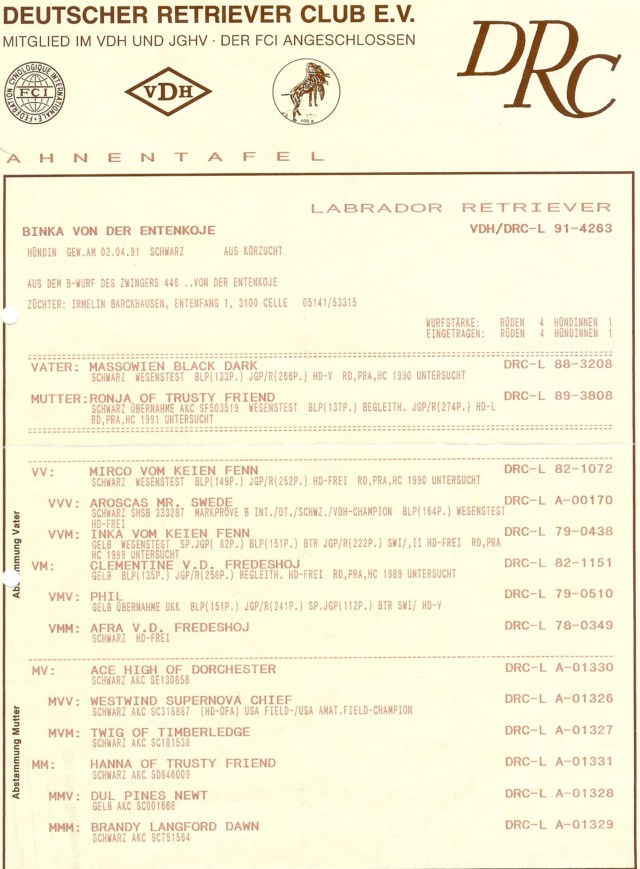 DEUTSCHER RETRIEVER CLUB E.V.
MITGLIED IM VDH UND JGHV · DER FCI ANGESCHLOSSEN
DRC
FEDERATION CYNOLOGIQUE INTERNATIONALE
FCI
VDH
AHNENTAFEL
LABRADOR RETRIEVER
BINKA VON DER ENTENKOJE VDH/DRC-L 91-4263
HÜNDIN GEW.AM 02.04.91 SCHWARZ AUS KÖRZUCHT
AUS DEM B-WURF DES ZWINGERS 446 ..VON DER ENTENKOJE
ZÜCHTER: IRMELIN BARCKHAUSEN, ENTENFANG 1, 3100 CELLE 05141/53315
WURFSTÄRKE: RÜDEN 4 HÜNDINNEN 1
EINGETRAGEN: RÜDEN 4 HÜNDINNEN 1
VATER: MASSOWIEN BLACK DARK DRC-L 88-3208
SCHWARZ WESENSTEST BLP(133P.) JGP/R(266P.) HD-V RD,PRA,HC 1990 UNTERSUCHT
MUTTER:RONJA OF TRUSTY FRIEND DRC-L 89-3808
SCHWARZ ÜBERNAHME AKC SF503519 WESENSTEST BLP(137P.) BEGLEITH. JGP/R(274P.) HD-L
RD,PRA,HC 1991 UNTERSUCHT
VV: MIRCO VOM KEIEN FENN DRC-L 82-1072
SCHWARZ WESENSTEST BLP(149P.) JGP/R(252P.) HD-FREI RD,PRA,HC 1990 UNTERSUCHT
VVV: AROSCAS MR. SWEDE DRC-L A-00170
SCHWARZ SHSB 333287 MARKPRÜVE B INT./DT./SCHWZ./VDH-CHAMPION BLP(164P.) WESENSTEST
HD-FREI
VVM: INKA VOM KEIEN FENN DRC-L 79-0438
GELB WESENSTEST SP.JGP( 82P.) BLP(151P.) BTR JGP/R(222P.) SWI/,II HD-FREI RD,PRA
HC 1989 UNTERSUCHT
VM: CLEMENTINE V.D. FREDESHOJ DRC-L 82-1151
GELB BLP(135P.) JGP/R(258P.) BEGLEITH. HD-FREI RD,PRA,HC 1989 UNTERSUCHT
VMV: PHIL DRC-L 79-0510
GELB ÜBERNAHME DKK BLP(151P.) JGP/R(241P.) SP.JGP(112P.) BTR SWI/ HD-V
VMM: AFRA V.D. FREDESHOJ DRC-L 78-0349
SCHWARZ HD-FREI
Abstammung Vater
MV: ACE HIGH OF DORCHESTER DRC-L A-01330
SCHWARZ AKC SE130658
MVV: WESTWIND SUPERNOVA CHIEF DRC-L A-01326
SCHWARZ AKC SC318887 (HD-OFA) USA FIELD-/USA AMAT.FIELD-CHAMPION
MVM: TWIG OF TIMBERLEDGE DRC-L A-01327
SCHWARZ AKC SC181538
MM: HANNA OF TRUSTY FRIEND DRC-L A-01331
SCHWARZ AKC SD846009
MMV: DUL PINES NEWT DRC-L A-01328
GELB AKC SC001668
MMM: BRANDY LANGFORD DAWN DRC-L A-01329
SCHWARZ AKC SC751564
Abstammung Mutter